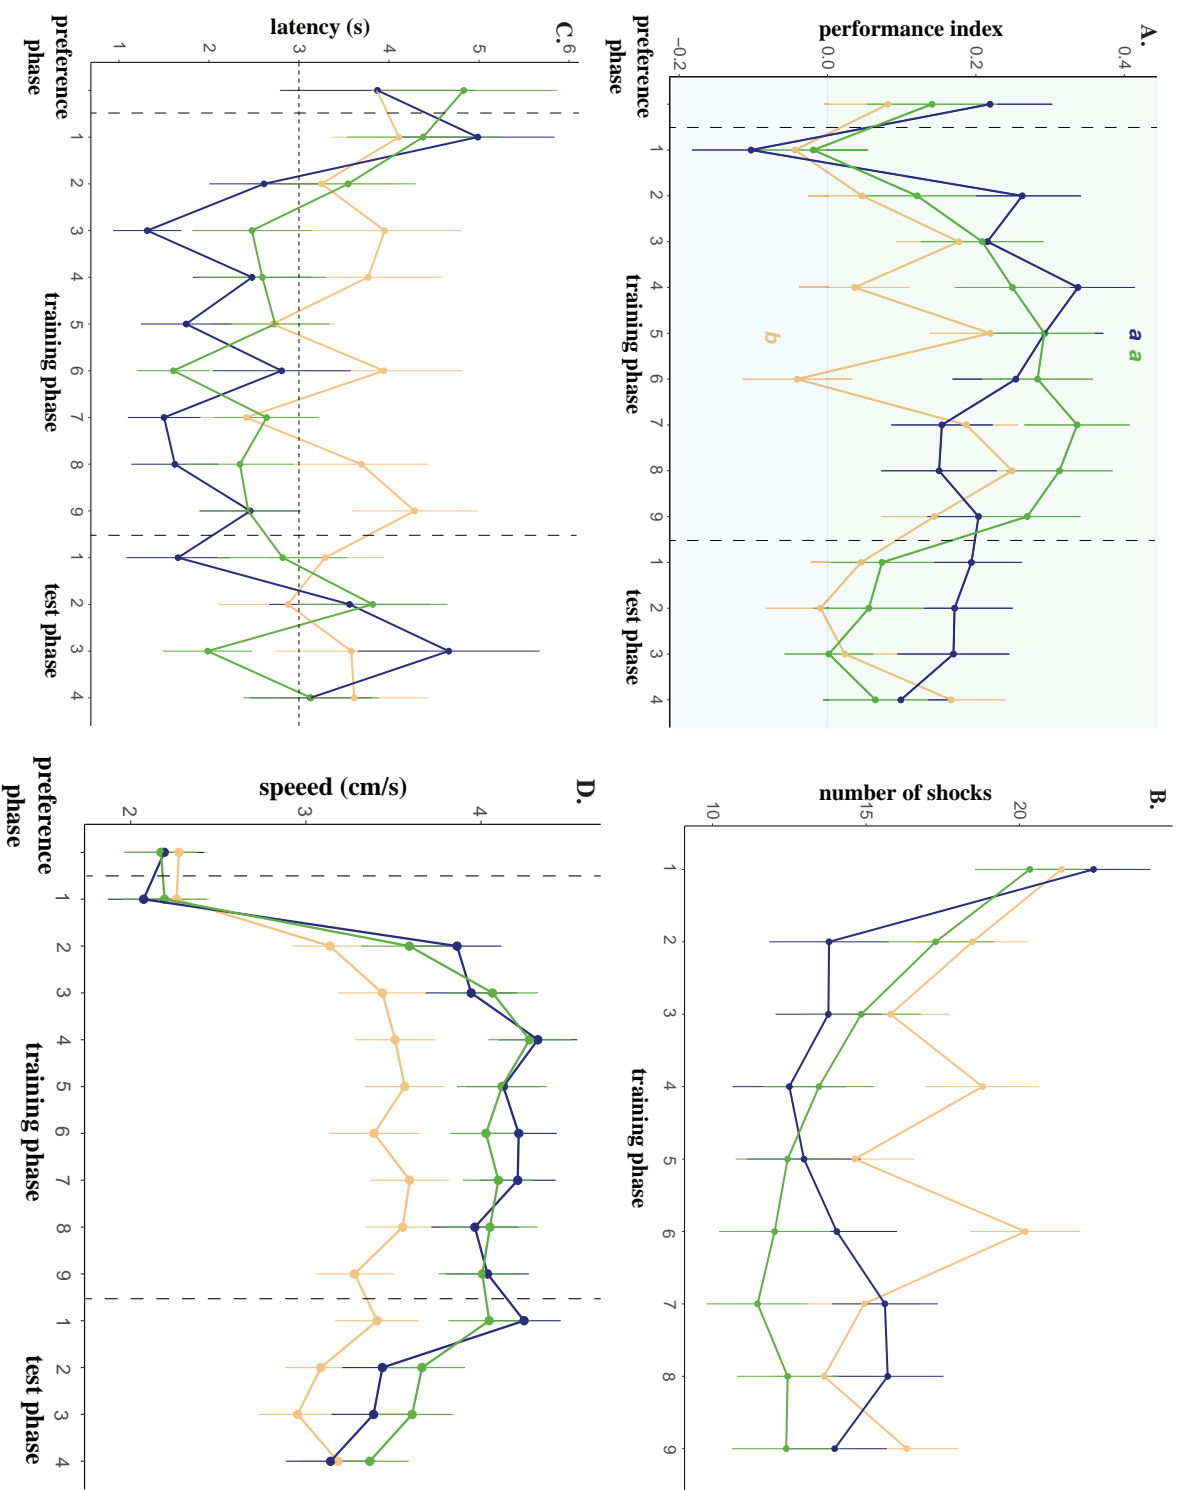 A.
performance index
−0.2
0.0
0.2
0.4
a
a
b
1
2
3
4
5
6
7
8
9
1
2
3
4
preference
phase
training phase
test phase
B.
number of shocks
10
15
20
1
2
3
4
5
6
7
8
9
training phase
C.
latency (s)
1
2
3
4
5
6
1
2
3
4
5
6
7
8
9
1
2
3
4
preference
phase
training phase
test phase
D.
speeed (cm/s)
2
3
4
1
2
3
4
5
6
7
8
9
1
2
3
4
preference
phase
training phase
test phase